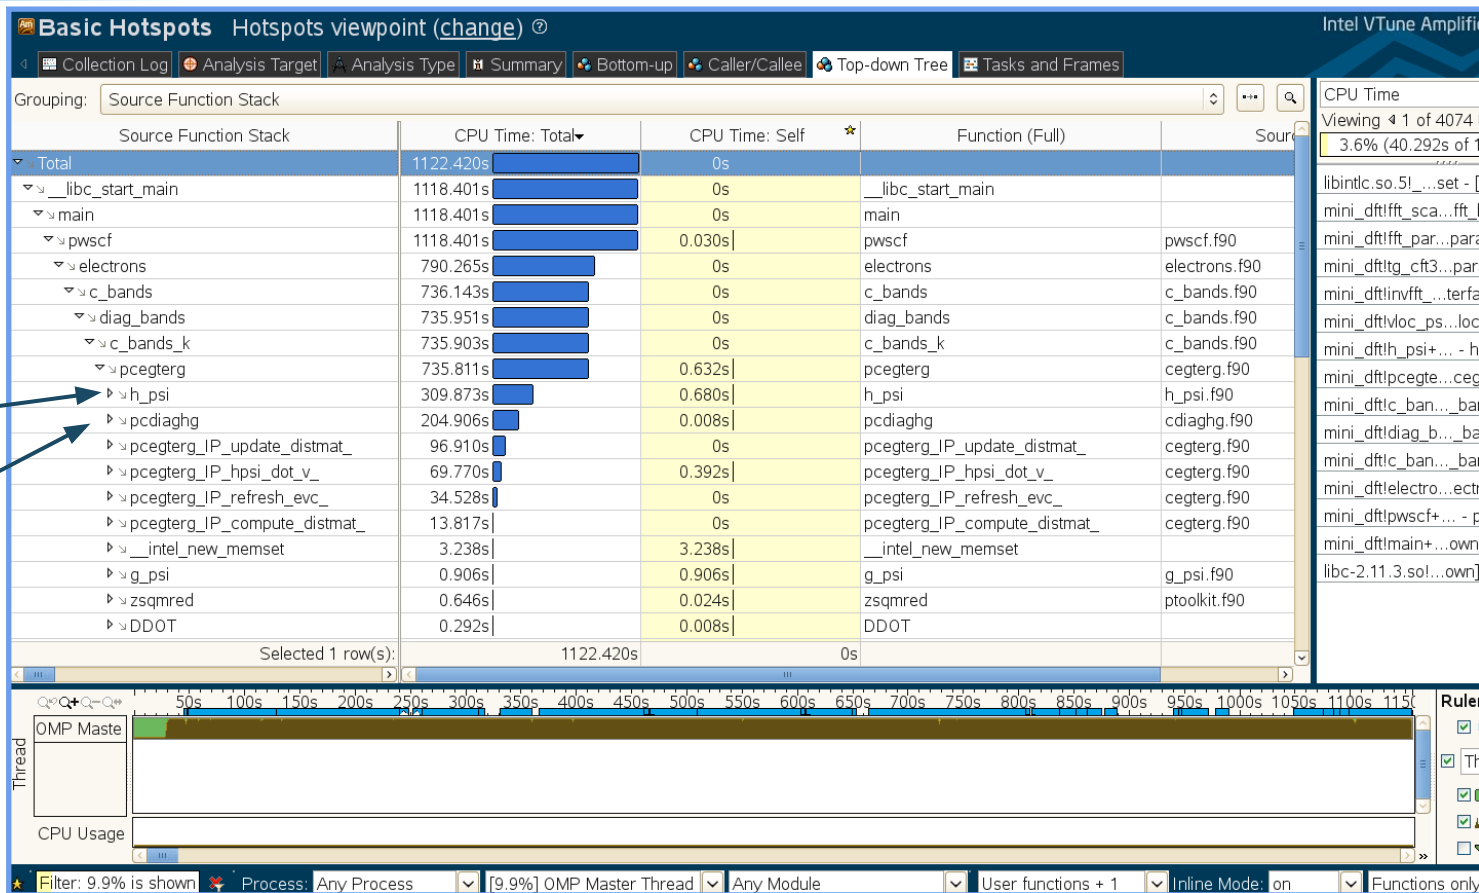 Basic Hotspots Hotspots viewpoint (change)
Intel VTune Amplifi
Collection Log Analysis Target Analysis Type Summary Bottom-up Caller/Callee Top-down Tree Tasks and Frames
Grouping: Source Function Stack
Source Function Stack CPU Time: Total CPU Time: Self Function (Full) Sourc
Total 1122.420s 0s
__libc_start_main 1118.401s 0s __libc_start_main
main 1118.401s 0s main
pwscf 1118.401s 0.030s pwscf pwscf.f90
electrons 790.265s 0s electrons electrons.f90
c_bands 736.143s 0s c_bands c_bands.f90
diag_bands 735.951s 0s diag_bands c_bands.f90
c_bands_k 735.903s 0s c_bands_k c_bands.f90
pcegterg 735.811s 0.632s pcegterg cegterg.f90
h_psi 309.873s 0.680s h_psi h_psi.f90
pcdiaghg 204.906s 0.008s pcdiaghg cdiaghg.f90
pcegterg_IP_update_distmat_ 96.910s 0s pcegterg_IP_update_distmat_ cegterg.f90
pcegterg_IP_hpsi_dot_v_ 69.770s 0.392s pcegterg_IP_hpsi_dot_v_ cegterg.f90
pcegterg_IP_refresh_evc_ 34.528s 0s pcegterg_IP_refresh_evc_ cegterg.f90
pcegterg_IP_compute_distmat_ 13.817s 0s pcegterg_IP_compute_distmat_ cegterg.f90
__intel_new_memset 3.238s 3.238s __intel_new_memset
g_psi 0.906s 0.906s g_psi g_psi.f90
zsqmred 0.646s 0.024s zsqmred ptoolkit.f90
DDOT 0.292s 0.008s DDOT
Selected 1 row(s): 1122.420s 0s
CPU Time
Viewing 1 of 4074
3.6% (40.292s of 1
libintlc.so.5!_...set - [
mini_dft!fft_sca...fft_
mini_dft!fft_par...para
mini_dft!tg_cft3...par
mini_dft!invfft_...terfa
mini_dft!vloc_ps...loc
mini_dft!h_psi+... - h
mini_dft!pcegte...ceg
mini_dft!c_ban..._bar
mini_dft!diag_b..._ba
mini_dft!c_ban..._bar
mini_dft!electro...ectr
mini_dft!pwscf+... - p
mini_dft!main+...own
libc-2.11.3.so!...own]
50s 100s 150s 200s 250s 300s 350s 400s 450s 500s 550s 600s 650s 700s 750s 800s 850s 900s 950s 1000s 1050s 1100s 115
Ruler
OMP Maste
Thread
Th
CPU Usage
Filter: 9.9% is shown Process: Any Process [9.9%] OMP Master Thread Any Module User functions + 1 Inline Mode: on Functions only